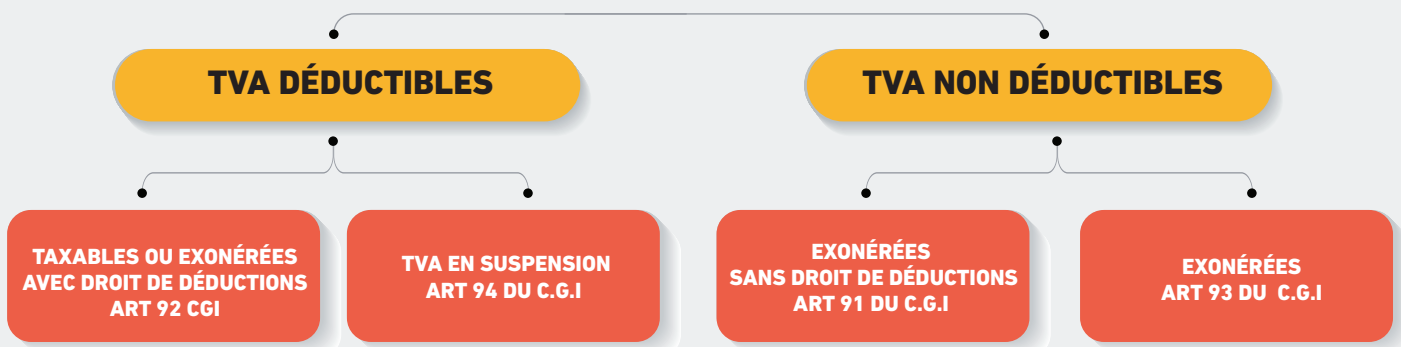 TVA DÉDUCTIBLES
TVA NON DÉDUCTIBLES
TAXABLES OU EXONÉRÉES
AVEC DROIT DE DÉDUCTIONS
ART 92 CGI
TVA EN SUSPENSION
ART 94 DU C.G.I
EXONÉRÉES
SANS DROIT DE DÉDUCTIONS
ART 91 DU C.G.I
EXONÉRÉES
ART 93 DU C.G.I